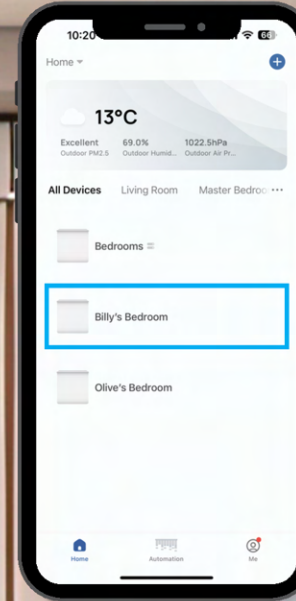 10:20
66
Home
13°C
Excellent 69.0% 1022.5hPa
Outdoor PM2.5 Outdoor Humid... Outdoor Air Pr...
All Devices Living Room Master Bedroo
Bedrooms
Billy's Bedroom
Olive's Bedroom
Home Automation Me